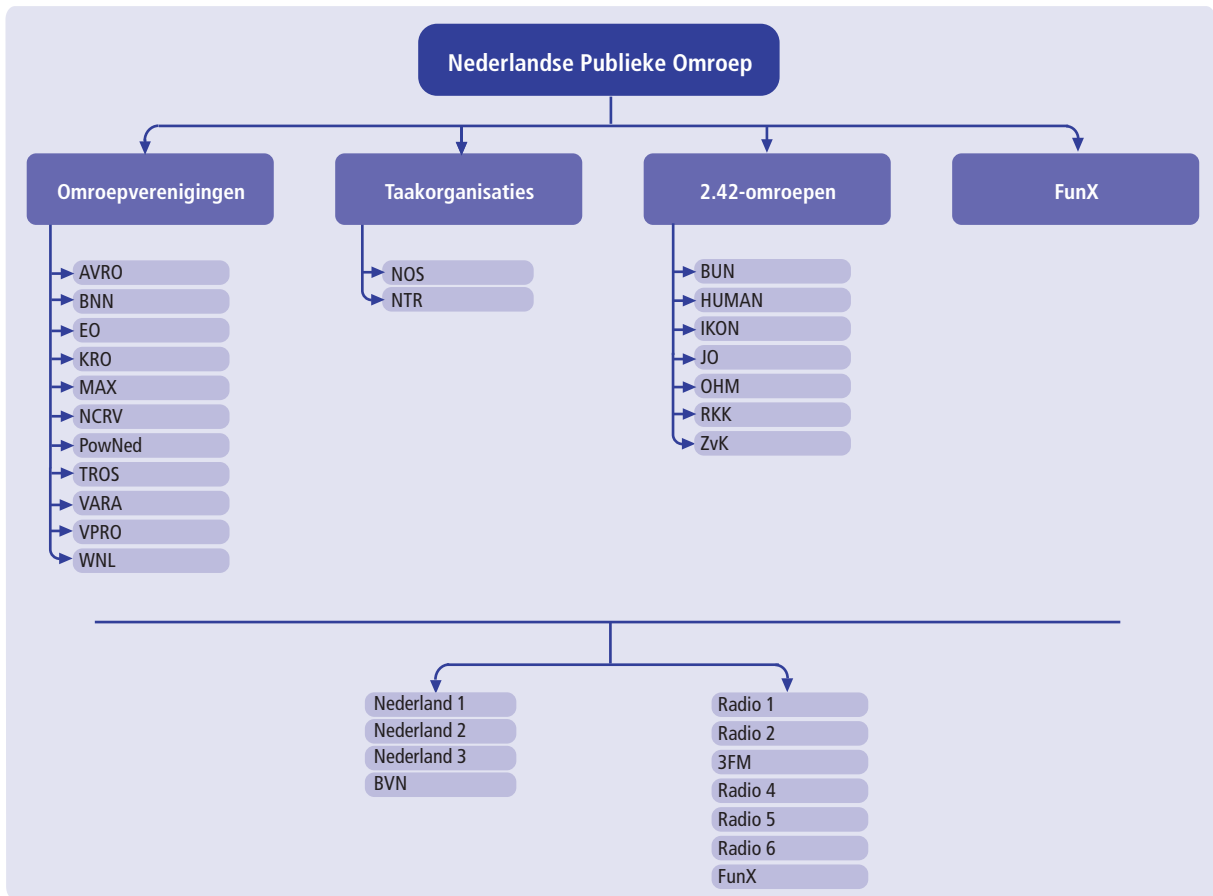 Nederlandse Publieke Omroep
Omroepverenigingen
Taakorganisaties
2.42-omroepen
FunX
AVRO
BNN
EO
KRO
MAX
NCRV
PowNed
TROS
VARA
VPRO
WNL
NOS
NTR
BUN
HUMAN
IKON
JO
OHM
RKK
ZvK
Nederland 1
Nederland 2
Nederland 3
BVN
Radio 1
Radio 2
3FM
Radio 4
Radio 5
Radio 6
FunX